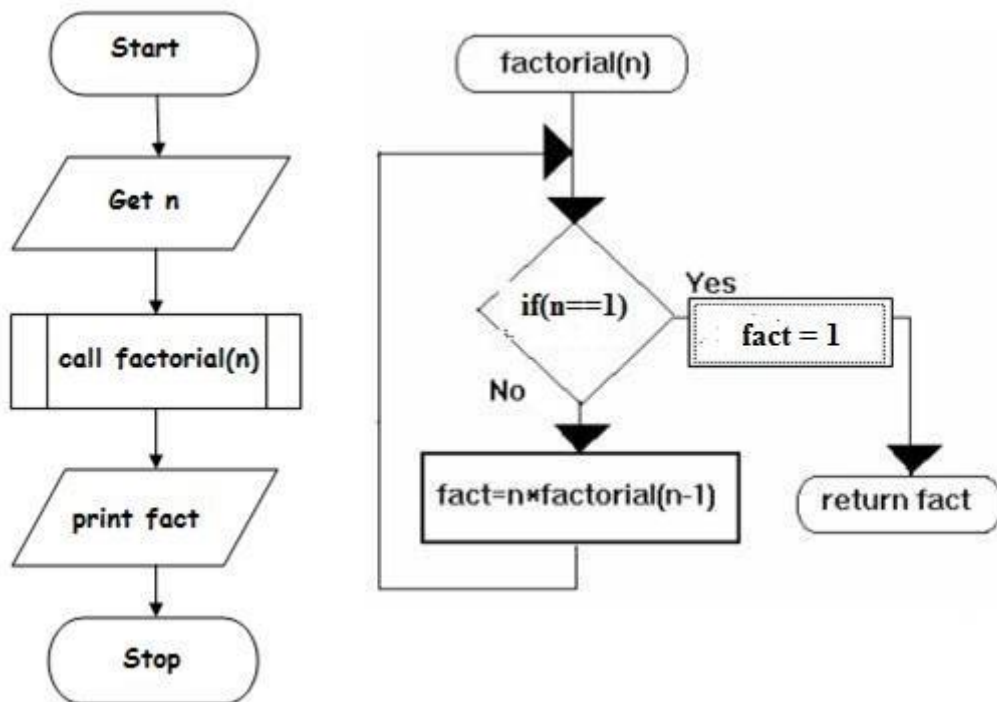 Start
Get n
call factorial(n)
print fact
Stop
factorial(n)
if(n==1)
Yes
fact = 1
No
fact=n*factorial(n-1)
return fact